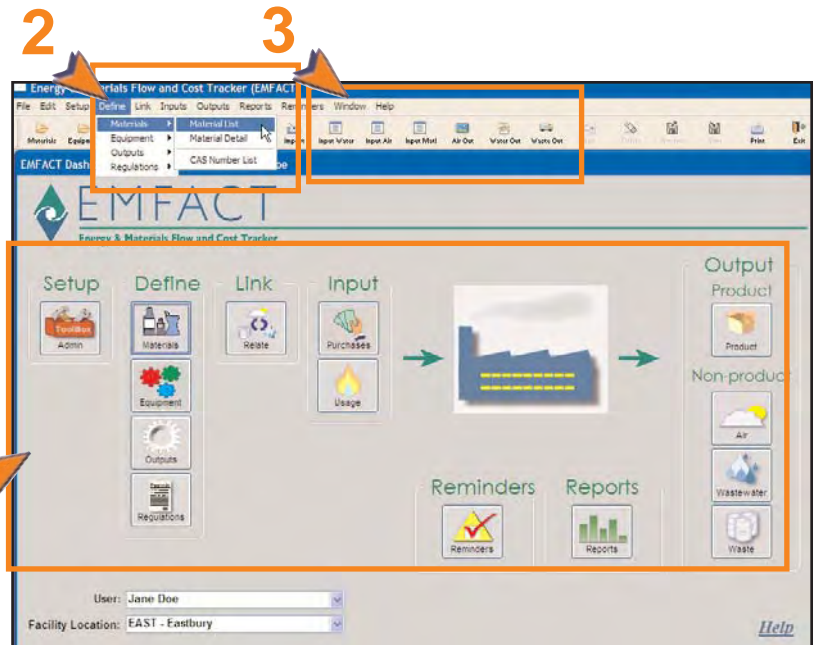 2 3
Energy & Materials Flow and Cost Tracker (EMFACT
File Edit Setup Define Link Inputs Outputs Reports Reminders Window Help
Materials Material List
Equipment Material Detail
Outputs CAS Number List
Regulations
Materials Input Water Input Air Input Matl Air Out Water Out Waste Out Print Exit
EMFACT Dash
EMFACT
Energy & Materials Flow and Cost Tracker
Setup Define Link Input Output
Product
ToolBox
Admin Materials Relate Purchases Product
Non-produc
Equipment Usage Air
Outputs
Reminders Reports Wastewater
Regulations Reminders Reports Waste
User: Jane Doe
Facility Location: EAST - Eastbury Help